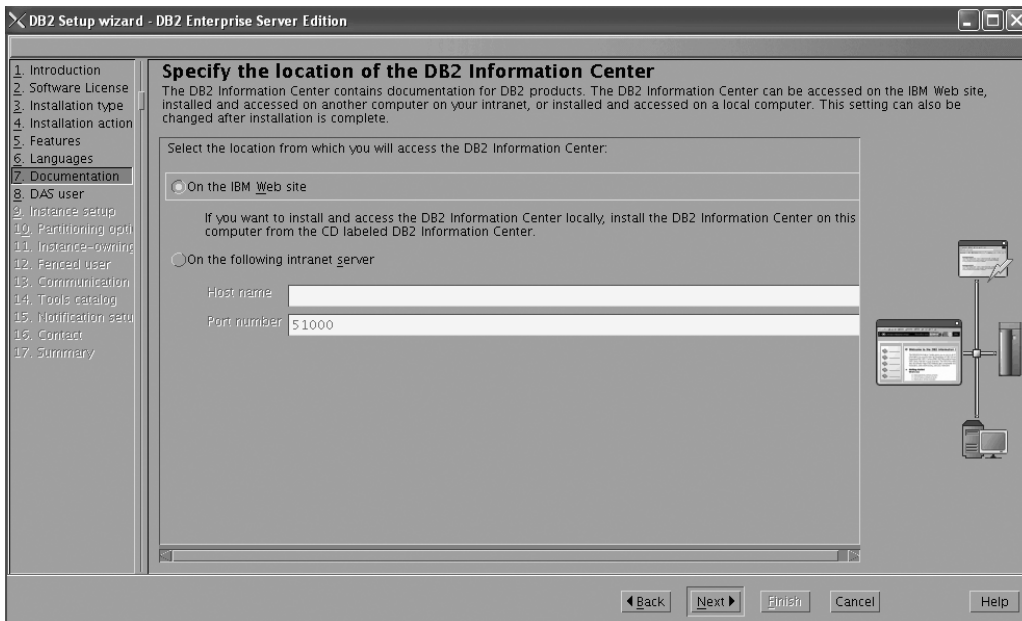 DB2 Setup wizard - DB2 Enterprise Server Edition
1. Introduction
2. Software License
3. Installation type
4. Installation action
5. Features
6. Languages
7. Documentation
8. DAS user
9. Instance setup
10. Partitioning opti
11. Instance-owning
12. Fenced user
13. Communication
14. Tools catalog
15. Notification setu
16. Contact
17. Summary
Specify the location of the DB2 Information Center
The DB2 Information Center contains documentation for DB2 products. The DB2 Information Center can be accessed on the IBM Web site,
installed and accessed on another computer on your intranet, or installed and accessed on a local computer. This setting can also be
changed after installation is complete.
Select the location from which you will access the DB2 Information Center:
On the IBM Web site
If you want to install and access the DB2 Information Center locally, install the DB2 Information Center on this
computer from the CD labeled DB2 Information Center.
On the following intranet server
Host name
Port number 51000
Back Next Finish Cancel Help